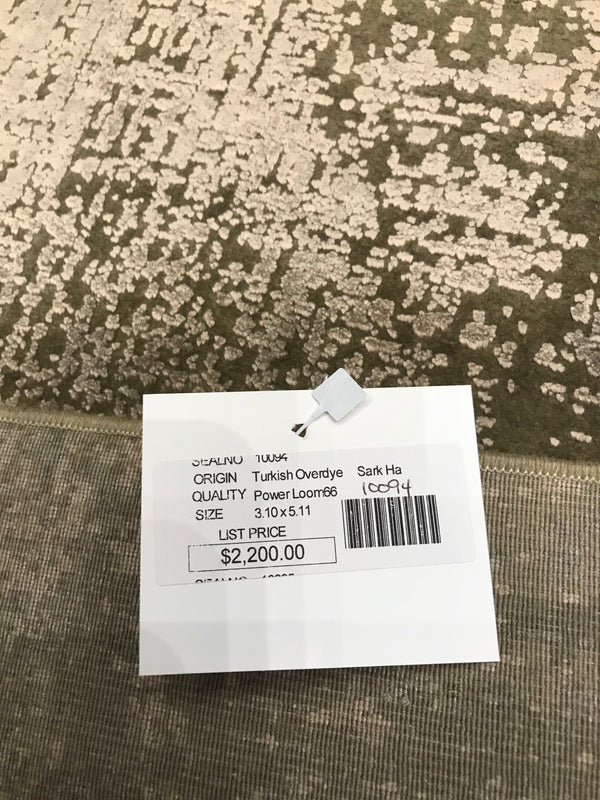 SEALNO 10094
ORIGIN Turkish Overdye Sark Ha
QUALITY Power Loom66
10094
SIZE 3.10 x 5.11
LIST PRICE
$2,200.00
SEALNO